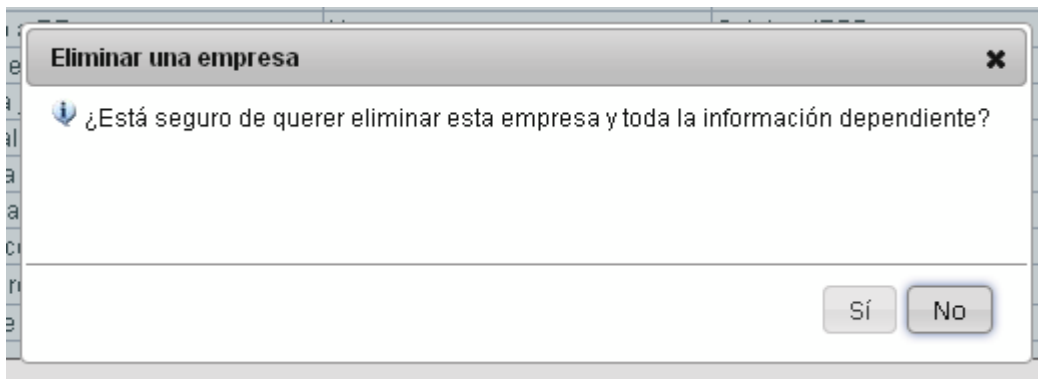 Eliminar una empresa
¿Está seguro de querer eliminar esta empresa y toda la información dependiente?
Sí No